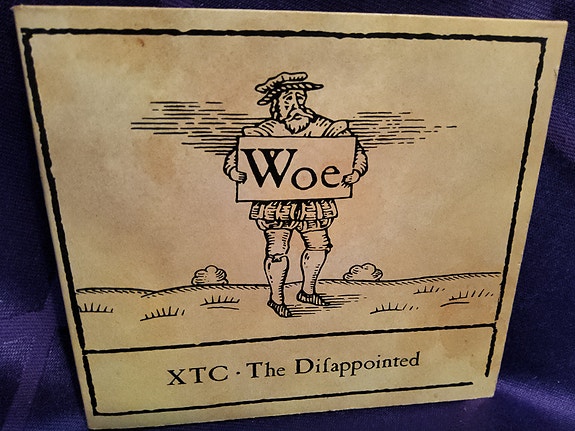 Woe
XTC · The Diſappointed